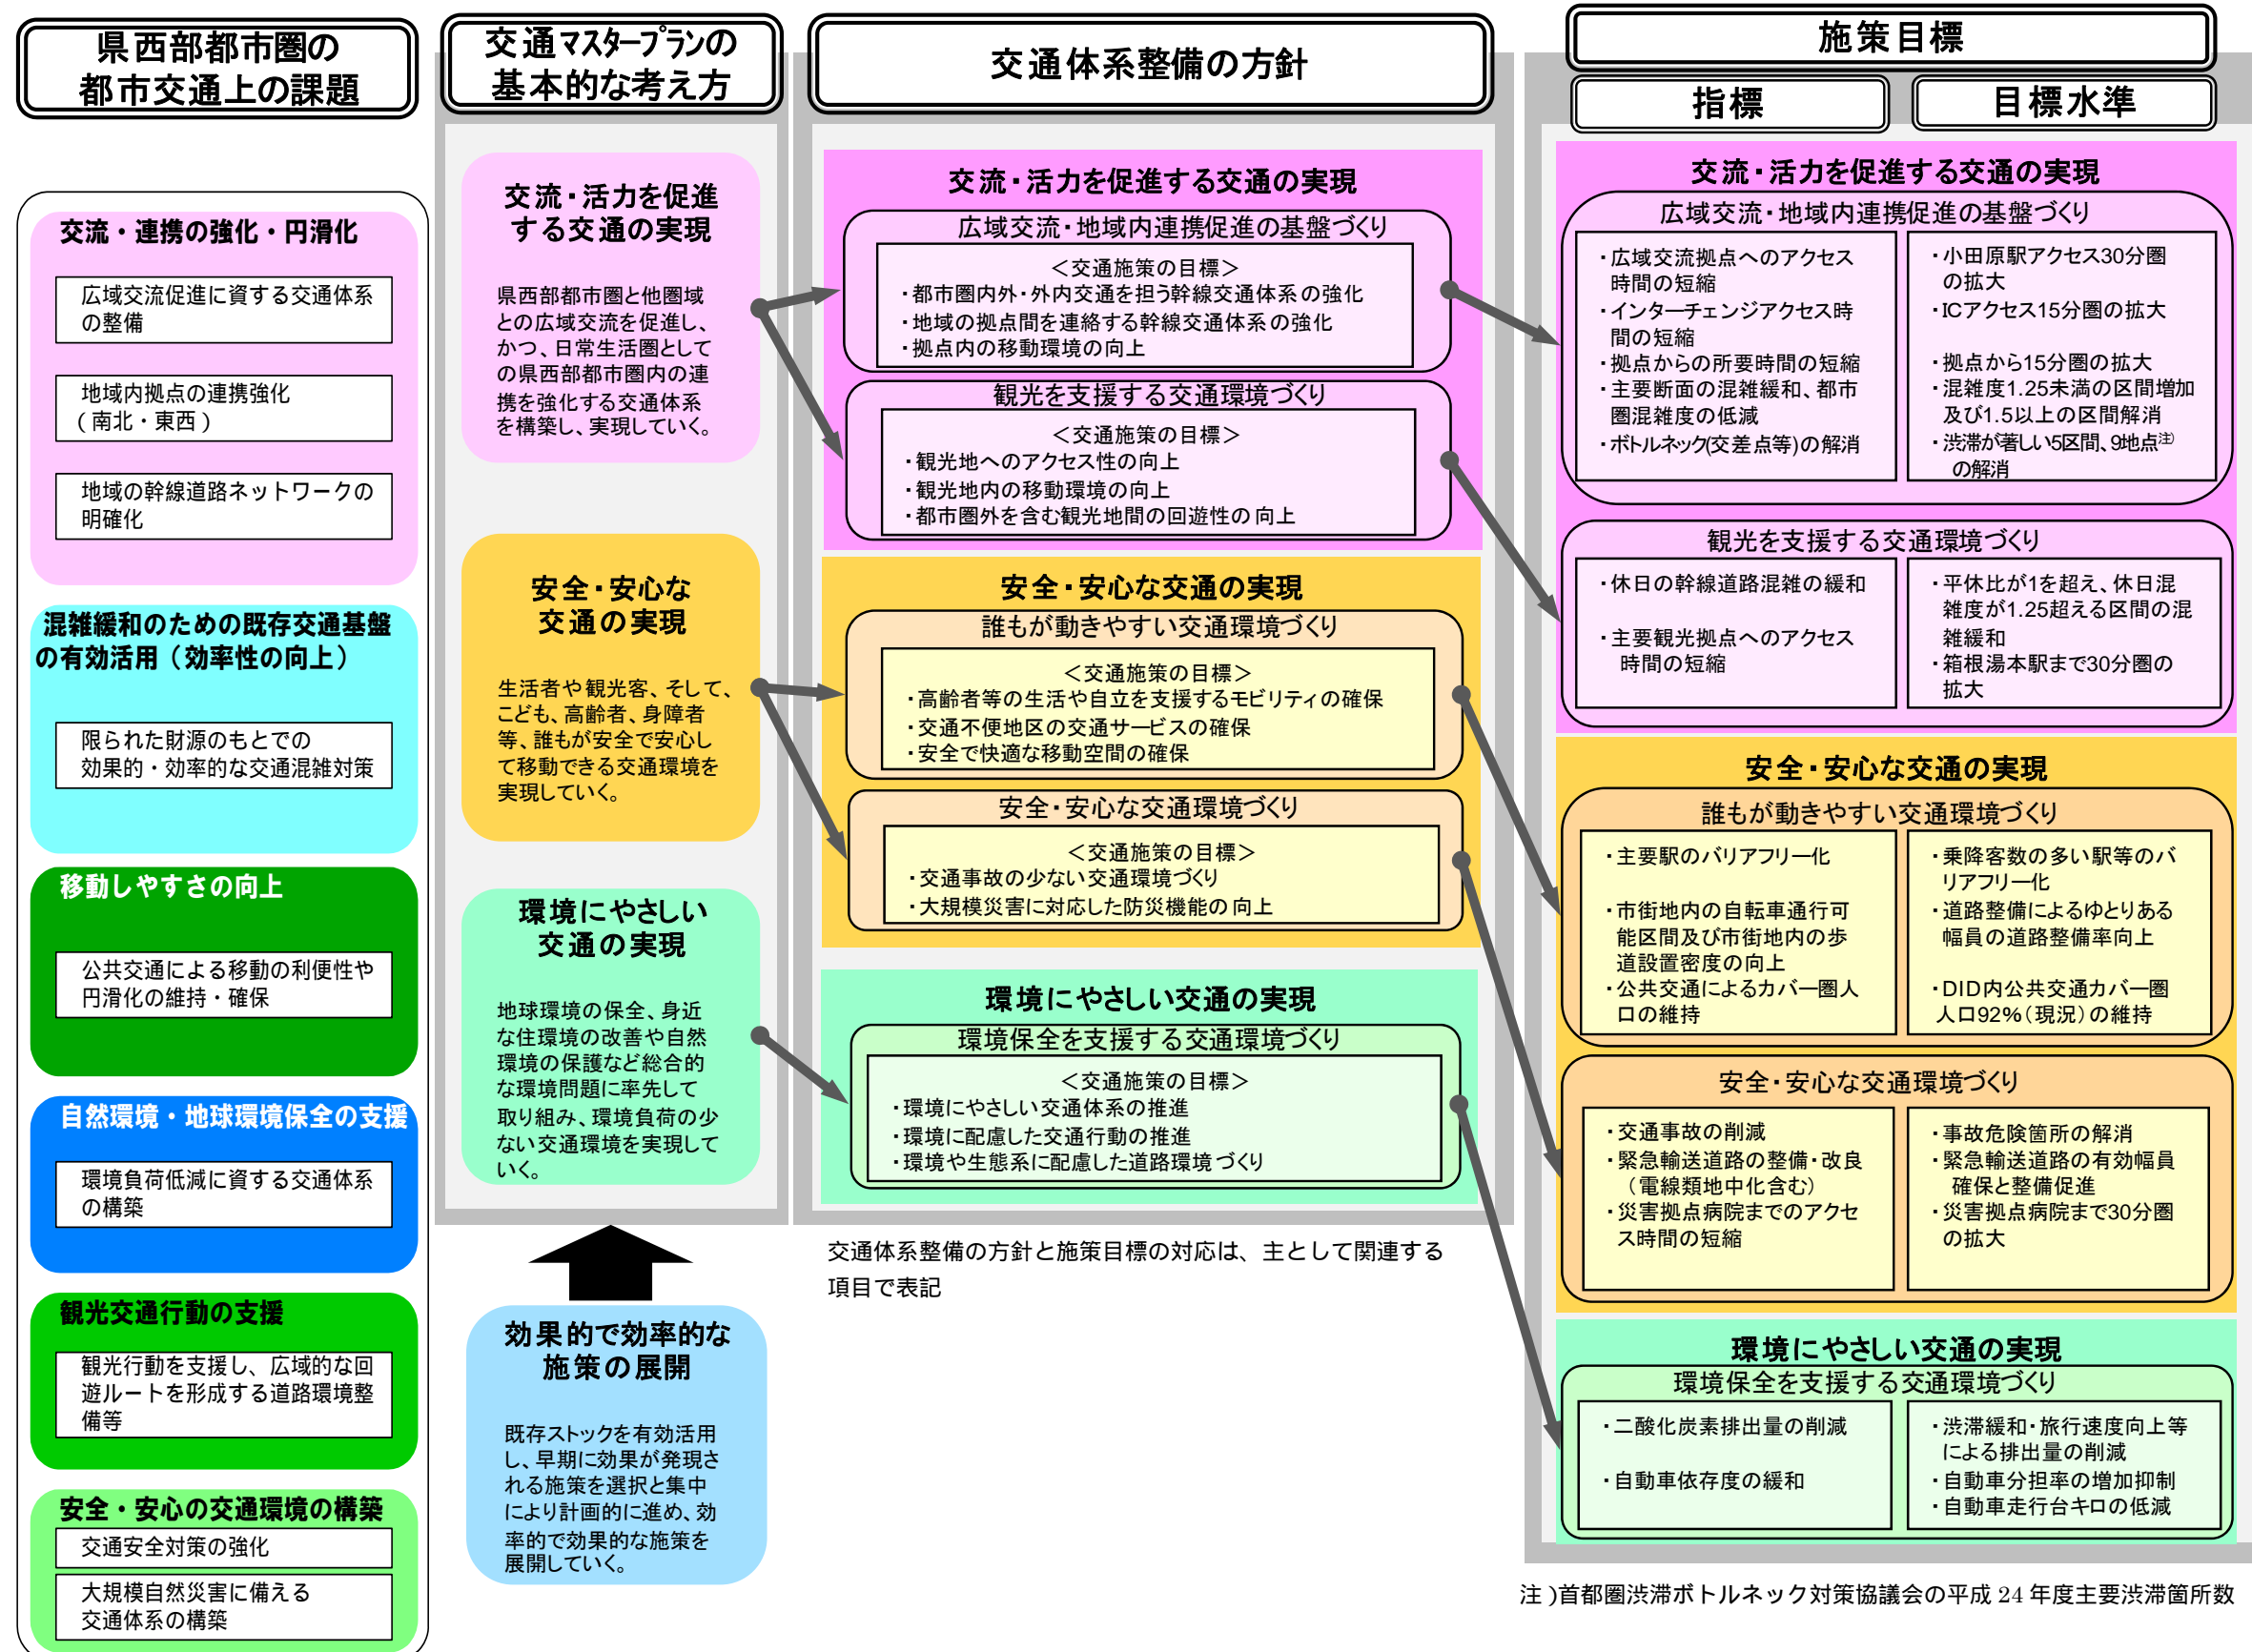 県西部都市圏の
都市交通上の課題
交流・連携の強化・円滑化
広域交流促進に資する交通体系
の整備
地域内拠点の連携強化
(南北・東西)
地域の幹線道路ネットワークの
明確化
混雑緩和のための既存交通基盤
の有効活用（効率性の向上）
限られた財源のもとでの
効果的・効率的な交通混雑対策
移動しやすさの向上
公共交通による移動の利便性や
円滑化の維持・確保
自然環境・地球環境保全の支援
環境負荷低減に資する交通体系
の構築
観光交通行動の支援
観光行動を支援し、広域的な回
遊ルートを形成する道路環境整
備等
安全・安心の交通環境の構築
交通安全対策の強化
大規模自然災害に備える
交通体系の構築
交通マスタープランの
基本的な考え方
交流・活力を促進
する交通の実現
県西部都市圏と他圏域
との広域交流を促進し、
かつ、日常生活圏として
の県西部都市圏内の連
携を強化する交通体系
を構築し、実現していく。
安全・安心な
交通の実現
生活者や観光客、そして、
こども、高齢者、身障者
等、誰もが安全で安心し
て移動できる交通環境を
実現していく。
環境にやさしい
交通の実現
地球環境の保全、身近
な住環境の改善や自然
環境の保護など総合的
な環境問題に率先して
取り組み、環境負荷の少
ない交通環境を実現して
いく。
効果的で効率的な
施策の展開
既存ストックを有効活用
し、早期に効果が発現さ
れる施策を選択と集中
により計画的に進め、効
率的で効果的な施策を
展開していく。
交通体系整備の方針
交流・活力を促進する交通の実現
広域交流・地域内連携促進の基盤づくり
＜交通施策の目標＞
・都市圏内外・外内交通を担う幹線交通体系の強化
・地域の拠点間を連絡する幹線交通体系の強化
・拠点内の移動環境の向上
観光を支援する交通環境づくり
＜交通施策の目標＞
・観光地へのアクセス性の向上
・観光地内の移動環境の向上
・都市圏外を含む観光地間の回遊性の向上
安全・安心な交通の実現
誰もが動きやすい交通環境づくり
＜交通施策の目標＞
・高齢者等の生活や自立を支援するモビリティの確保
・交通不便地区の交通サービスの確保
・安全で快適な移動空間の確保
安全・安心な交通環境づくり
＜交通施策の目標＞
・交通事故の少ない交通環境づくり
・大規模災害に対応した防災機能の向上
環境にやさしい交通の実現
環境保全を支援する交通環境づくり
＜交通施策の目標＞
・環境にやさしい交通体系の推進
・環境に配慮した交通行動の推進
・環境や生態系に配慮した道路環境づくり
交通体系整備の方針と施策目標の対応は、主として関連する
項目で表記
施策目標
指標
目標水準
交流・活力を促進する交通の実現
広域交流・地域内連携促進の基盤づくり
・広域交流拠点へのアクセス
時間の短縮
・インターチェンジアクセス時
間の短縮
・拠点からの所要時間の短縮
・主要断面の混雑緩和、都市
圏混雑度の低減
・ボトルネック(交差点等)の解消
・小田原駅アクセス30分圏
の拡大
・ICアクセス15分圏の拡大
・拠点から15分圏の拡大
・混雑度1.25未満の区間増加
及び1.5以上の区間解消
・渋滞が著しい5区間、9地点注）
の解消
観光を支援する交通環境づくり
・休日の幹線道路混雑の緩和
・主要観光拠点へのアクセス
時間の短縮
・平休比が1を超え、休日混
雑度が1.25超える区間の混
雑緩和
・箱根湯本駅まで30分圏の
拡大
安全・安心な交通の実現
誰もが動きやすい交通環境づくり
・主要駅のバリアフリー化
・市街地内の自転車通行可
能区間及び市街地内の歩
道設置密度の向上
・公共交通によるカバー圏人
口の維持
・乗降客数の多い駅等のバ
リアフリー化
・道路整備によるゆとりある
幅員の道路整備率向上
・DID内公共交通カバー圏
人口92%（現況）の維持
安全・安心な交通環境づくり
・交通事故の削減
・緊急輸送道路の整備・改良
（電線類地中化含む）
・災害拠点病院までのアクセ
ス時間の短縮
・事故危険箇所の解消
・緊急輸送道路の有効幅員
確保と整備促進
・災害拠点病院まで30分圏
の拡大
環境にやさしい交通の実現
環境保全を支援する交通環境づくり
・二酸化炭素排出量の削減
・自動車依存度の緩和
・渋滞緩和・旅行速度向上等
による排出量の削減
・自動車分担率の増加抑制
・自動車走行台キロの低減
注)首都圏渋滞ボトルネック対策協議会の平成24年度主要渋滞箇所数